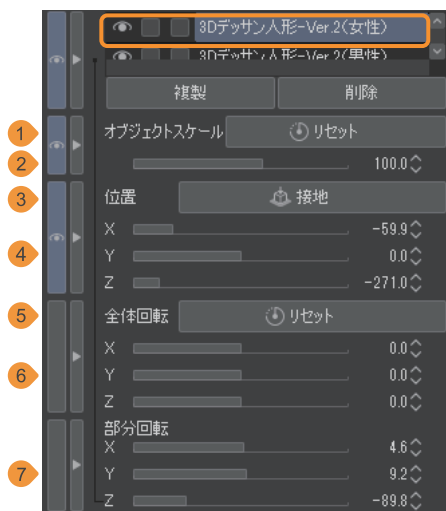 3Dデッサン人形-Ver.2(女性)
3Dデッサン人形-Ver.2(男性)
複製 削除
1 オブジェクトスケール リセット
2 100.0
3 位置 接地
X -59.9
4 Y 0.0
Z -271.0
5 全体回転 リセット
X 0.0
6 Y 0.0
Z 0.0
部分回転
X 4.6
7 Y 9.2
Z -89.8